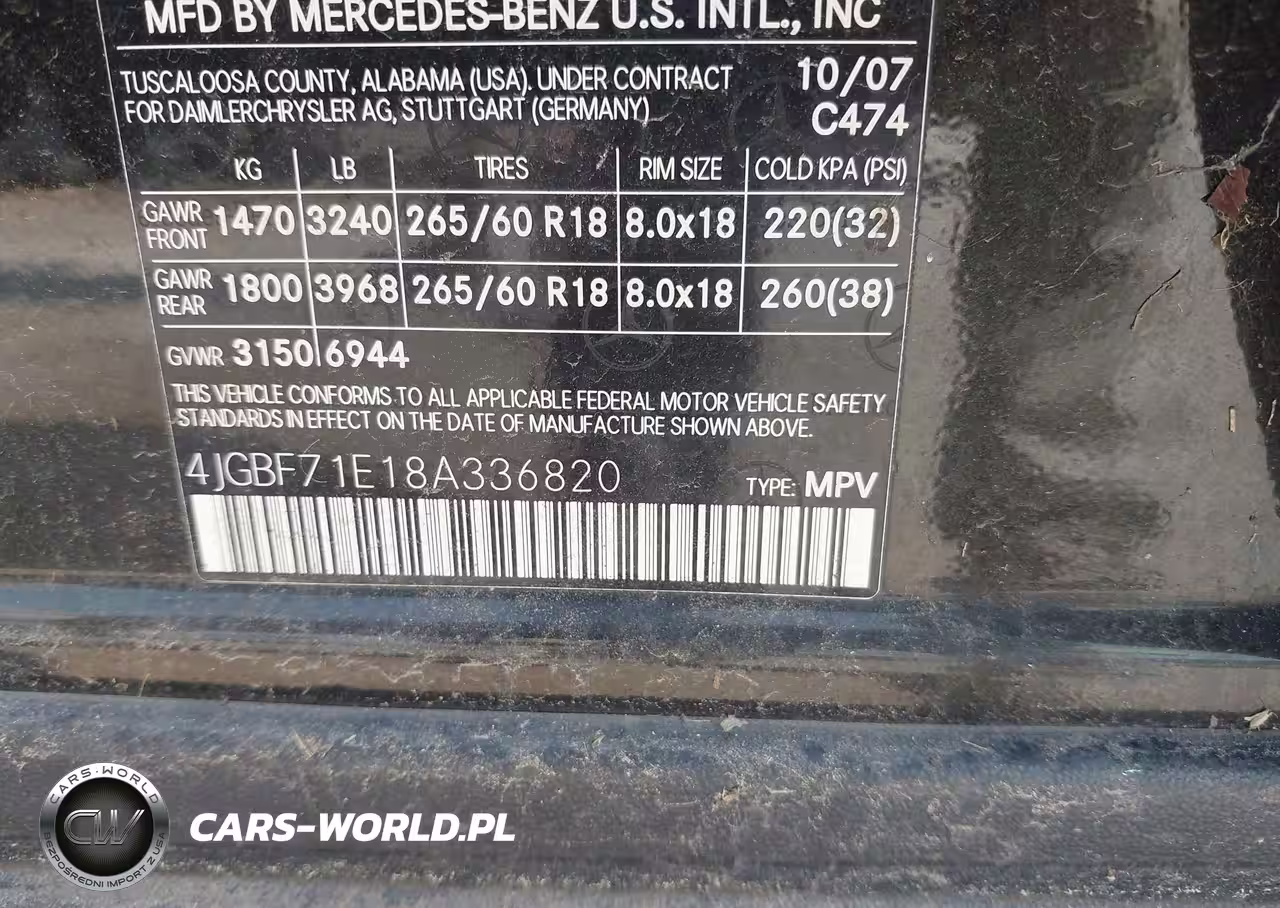 MFD BY MERCEDES-BENZ U.S. INTL., INC
TUSCALOOSA COUNTY, ALABAMA (USA). UNDER CONTRACT
FOR DAIMLERCHRYSLER AG, STUTTGART (GERMANY)
10/07
C474
KG LB TIRES RIM SIZE COLD KPA (PSI)
GAWR FRONT 1470 3240 265/60 R18 8.0x18 220(32)
GAWR REAR 1800 3968 265/60 R18 8.0x18 260(38)
GVWR 3150 6944
THIS VEHICLE CONFORMS TO ALL APPLICABLE FEDERAL MOTOR VEHICLE SAFETY
STANDARDS IN EFFECT ON THE DATE OF MANUFACTURE SHOWN ABOVE.
4JGBF71E18A336820
TYPE: MPV
CARS-WORLD
CW
BEZPOŚREDNI IMPORT Z USA
CARS-WORLD.PL